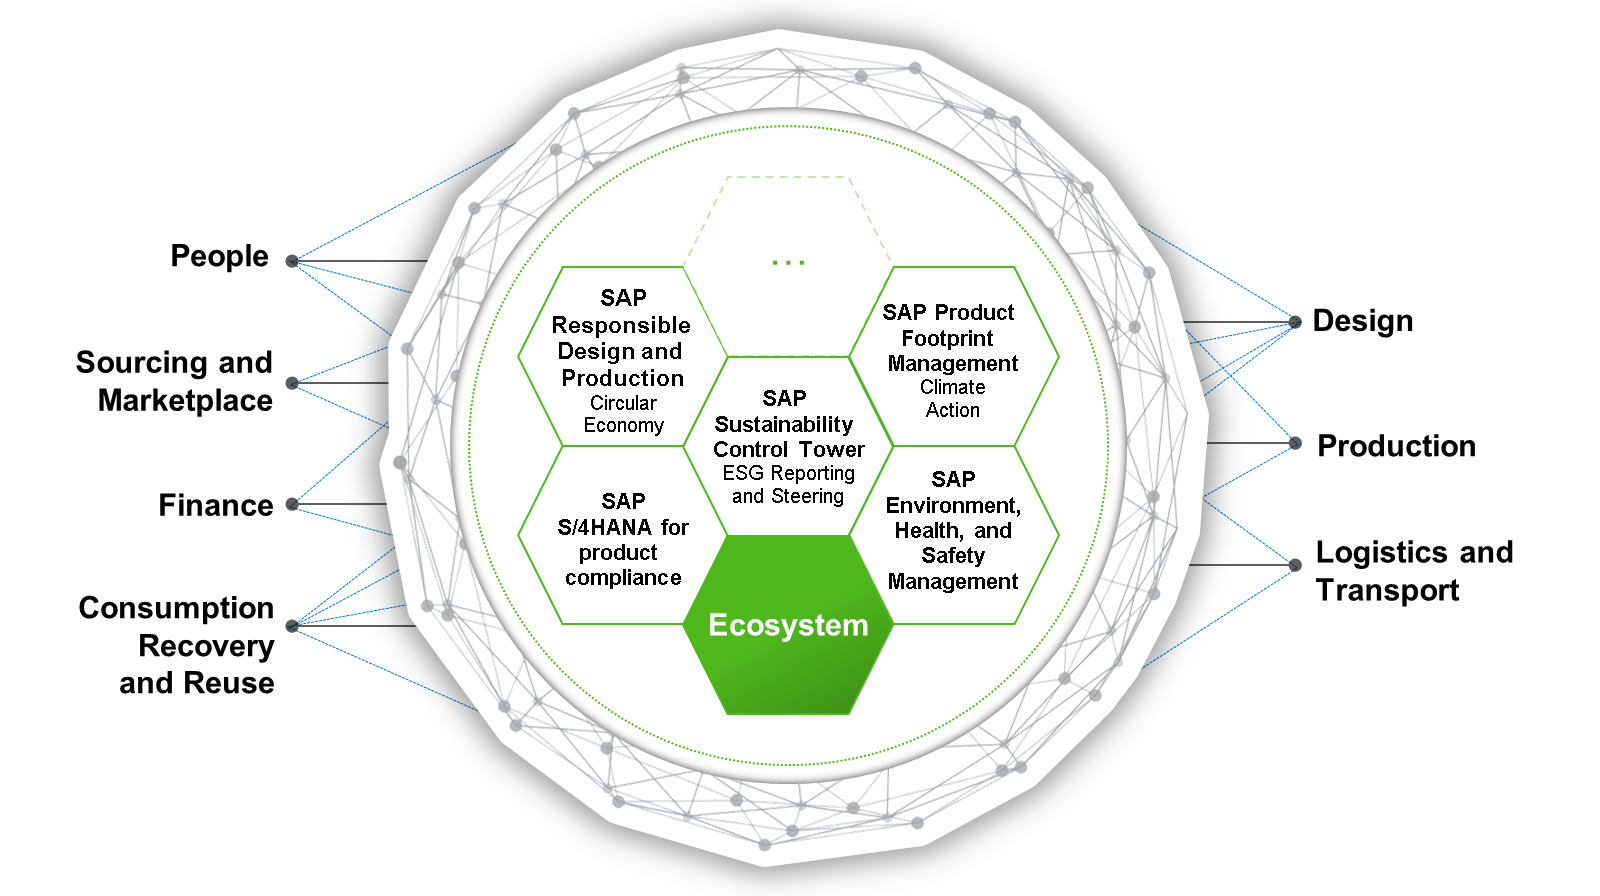 People
Sourcing and
Marketplace
Finance
Consumption
Recovery
and Reuse
...
SAP
Responsible
Design and
Production
Circular
Economy
SAP Product
Footprint
Management
Climate
Action
SAP
Sustainability
Control Tower
ESG Reporting
and Steering
SAP
S/4HANA for
product
compliance
SAP
Environment,
Health, and
Safety
Management
Ecosystem
Design
Production
Logistics and
Transport